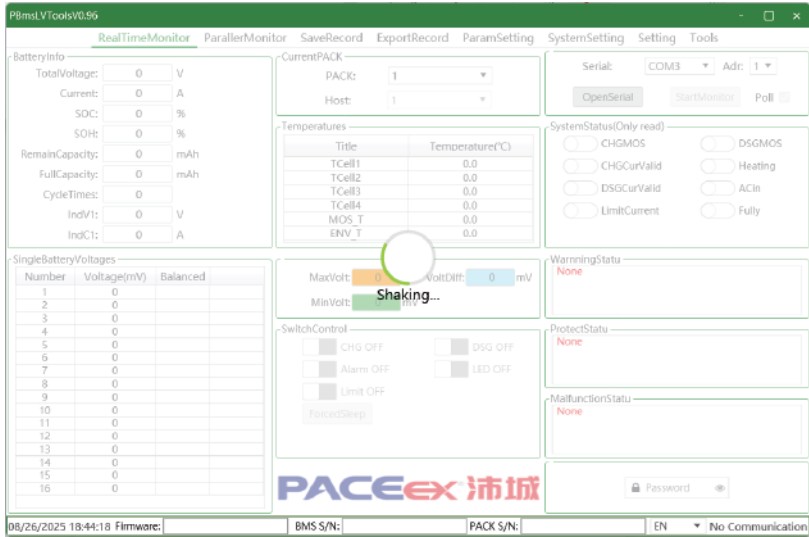 PBmsLVToolsV0.96
RealTimeMonitor ParallerMonitor SaveRecord ExportRecord ParamSetting SystemSetting Setting Tools
BatteryInfo
TotalVoltage: 0 V
Current: 0 A
SOC: 0 %
SOH: 0 %
RemainCapacity: 0 mAh
FullCapacity: 0 mAh
CycleTimes: 0
IndV1: 0 V
IndC1: 0 A
CurrentPACK
PACK: 1
Host: 1
Serial: COM3 Adr: 1
OpenSerial StartMonitor Poll
Temperatures
Title Temperature(℃)
TCell1 0.0
TCell2 0.0
TCell3 0.0
TCell4 0.0
MOS_T 0.0
ENV_T 0.0
SystemStatus(Only read)
CHGMOS DSGMOS
CHGCurValid Heating
DSGCurValid ACin
LimitCurrent Fully
SingleBatteryVoltages
Number Voltage(mV) Balanced
1 0
2 0
3 0
4 0
5 0
6 0
7 0
8 0
9 0
10 0
11 0
12 0
13 0
14 0
15 0
16 0
MaxVolt: 0 VoltDiff: 0 mV
MinVolt: 0 mV
Shaking...
SwitchControl
CHG OFF DSG OFF
Alarm OFF LED OFF
Limit OFF
ForcedSleep
PACEex 沛城
WarnningStatu
None
ProtectStatu
None
MalfunctionStatu
None
Password
08/26/2025 18:44:18 Firmware: BMS S/N: PACK S/N: EN No Communication